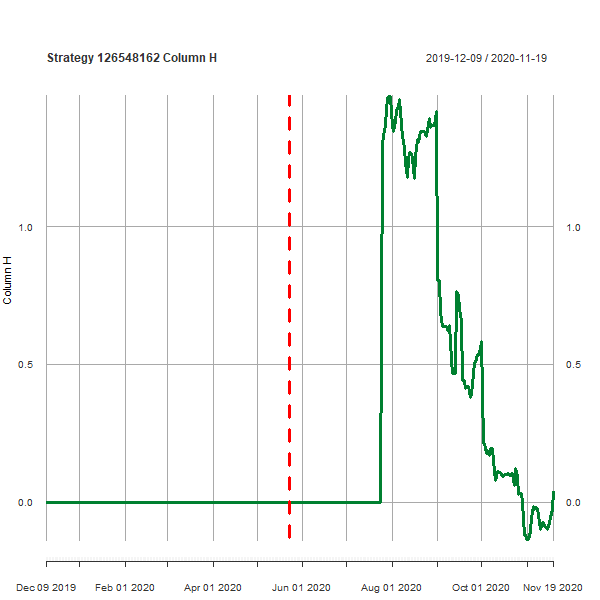 Strategy 126548162 Column H
2019-12-09 / 2020-11-19
Column H
1.0 1.0
0.5 0.5
0.0 0.0
Dec 09 2019 Feb 01 2020 Apr 01 2020 Jun 01 2020 Aug 01 2020 Oct 01 2020 Nov 19 2020